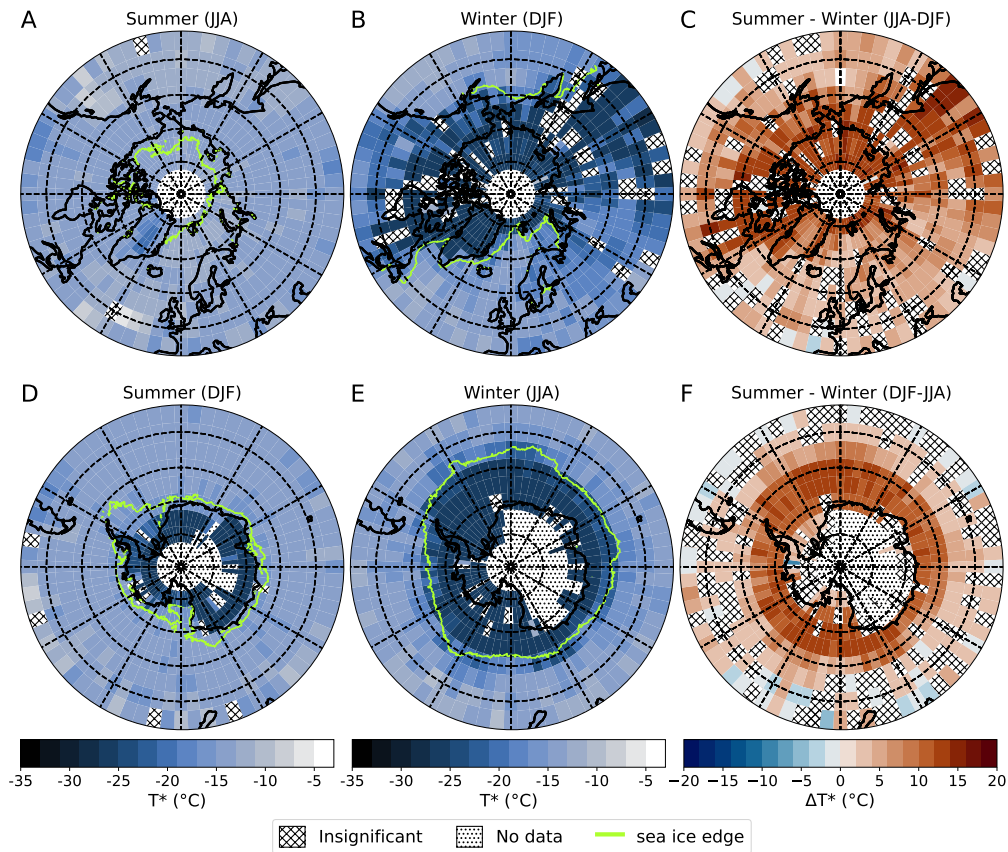 A Summer (JJA)
B Winter (DJF)
C Summer - Winter (JJA-DJF)
D Summer (DJF)
E Winter (JJA)
F Summer - Winter (DJF-JJA)
-35 -30 -25 -20 -15 -10 -5
T* (°C)
-35 -30 -25 -20 -15 -10 -5
T* (°C)
−20 −15 −10 −5 0 5 10 15 20
ΔT* (°C)
Insignificant No data sea ice edge